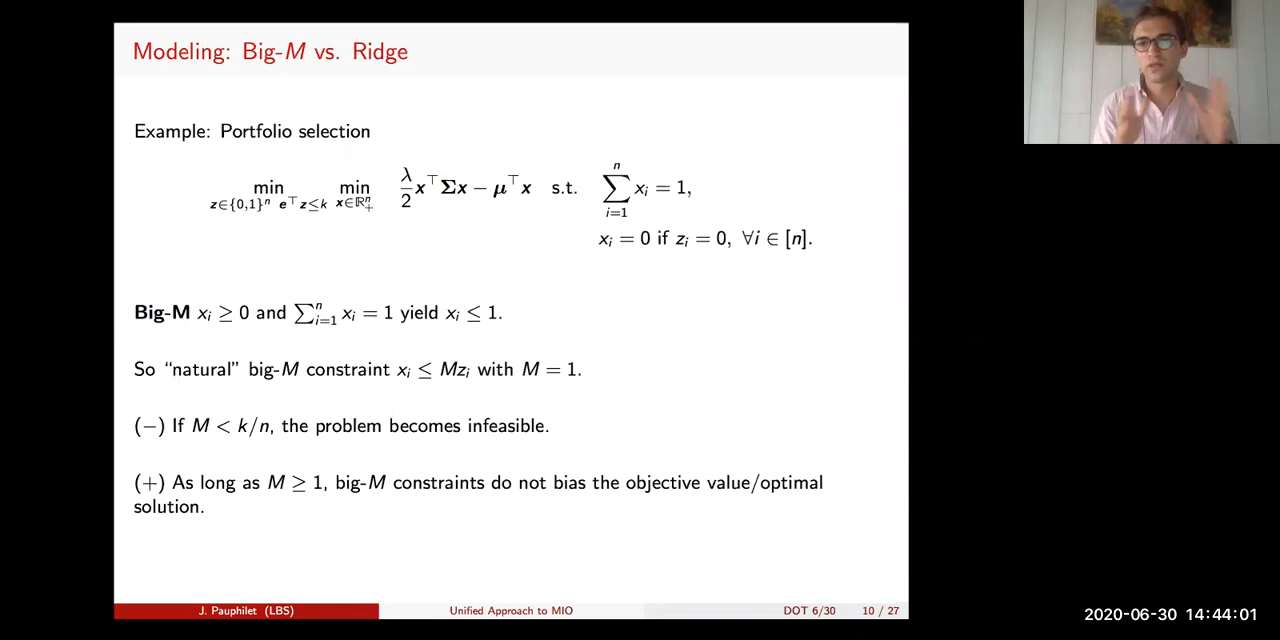 Modeling: Big-M vs. Ridge
Example: Portfolio selection
min_{z∈{0,1}^n e^⊤z≤k} min_{x∈ℝ^n_+} λ/2 x^⊤Σx − μ^⊤x s.t. ∑_{i=1}^n x_i = 1,
x_i = 0 if z_i = 0, ∀i ∈ [n].
Big-M x_i ≥ 0 and ∑_{i=1}^n x_i = 1 yield x_i ≤ 1.
So “natural” big-M constraint x_i ≤ Mz_i with M = 1.
(−) If M < k/n, the problem becomes infeasible.
(+) As long as M ≥ 1, big-M constraints do not bias the objective value/optimal
solution.
J. Pauphilet (LBS) Unified Approach to MIO DOT 6/30 10 / 27
2020-06-30 14:44:01